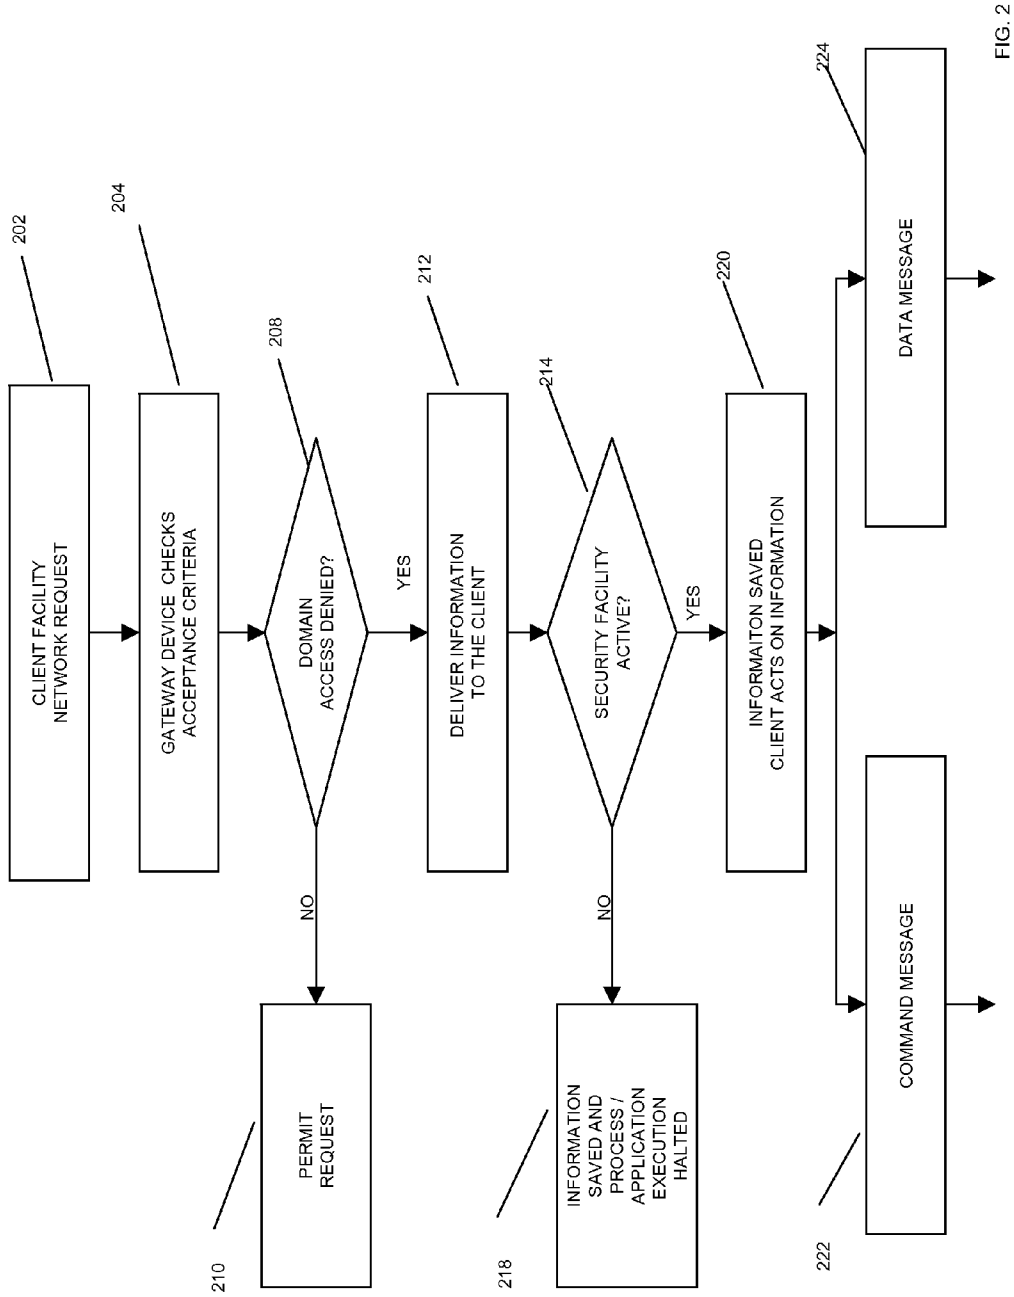 202
CLIENT FACILITY
NETWORK REQUEST
204
GATEWAY DEVICE CHECKS
ACCEPTANCE CRITERIA
208
DOMAIN
ACCESS DENIED?
NO
YES
210
PERMIT
REQUEST
212
DELIVER INFORMATION
TO THE CLIENT
214
SECURITY FACILITY
ACTIVE?
NO
YES
218
INFORMATION
SAVED AND
PROCESS /
APPLICATION
EXECUTION
HALTED
220
INFORMAITON SAVED
CLIENT ACTS ON INFORMATION
222
COMMAND MESSAGE
224
DATA MESSAGE
FIG. 2